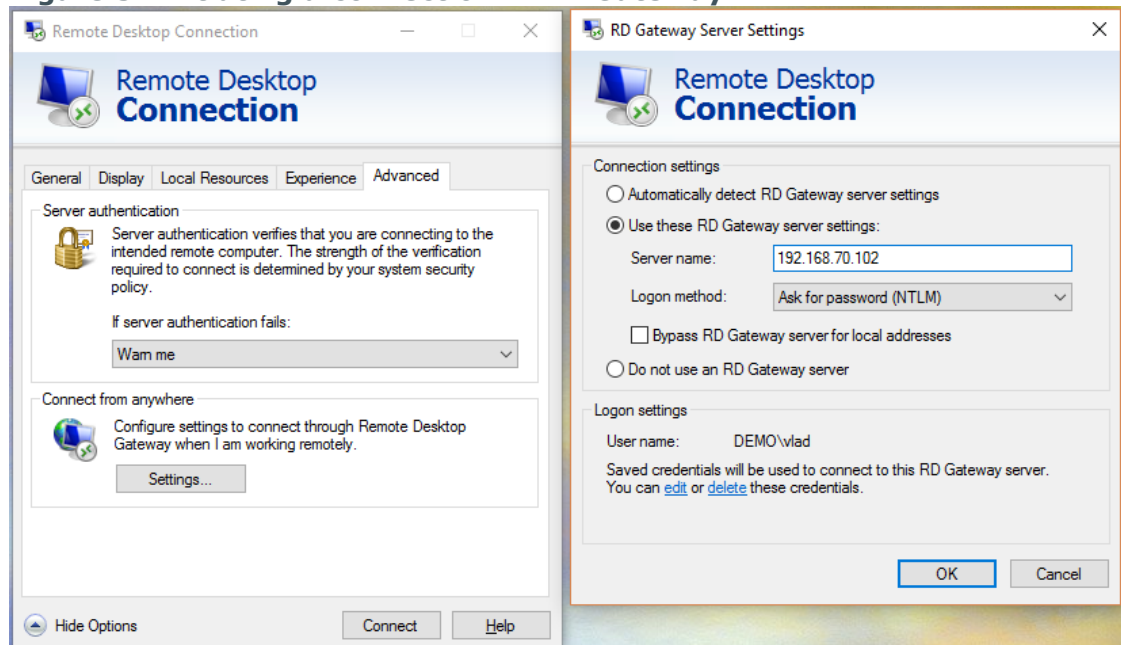 Remote Desktop Connection
Remote Desktop
Connection
General Display Local Resources Experience Advanced
Server authentication
Server authentication verifies that you are connecting to the
intended remote computer. The strength of the verification
required to connect is determined by your system security
policy.
If server authentication fails:
Warn me
Connect from anywhere
Configure settings to connect through Remote Desktop
Gateway when I am working remotely.
Settings...
Hide Options
Connect
Help
RD Gateway Server Settings
Remote Desktop
Connection
Connection settings
Automatically detect RD Gateway server settings
Use these RD Gateway server settings:
Server name: 192.168.70.102
Logon method: Ask for password (NTLM)
Bypass RD Gateway server for local addresses
Do not use an RD Gateway server
Logon settings
User name: DEMO\vlad
Saved credentials will be used to connect to this RD Gateway server.
You can edit or delete these credentials.
OK
Cancel